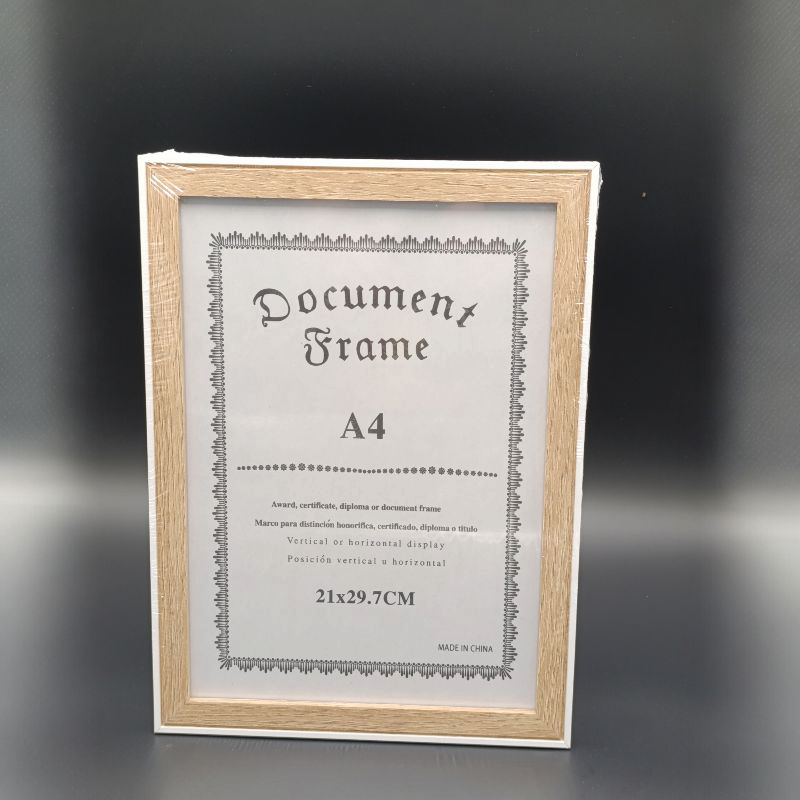 Document
Frame
A4
Award, certificate, diploma or document frame
Marco para distinción honorífica, certificado, diploma o titulo
Vertical or horizontal display
Posición vertical u horizontal
21x29.7CM
MADE IN CHINA